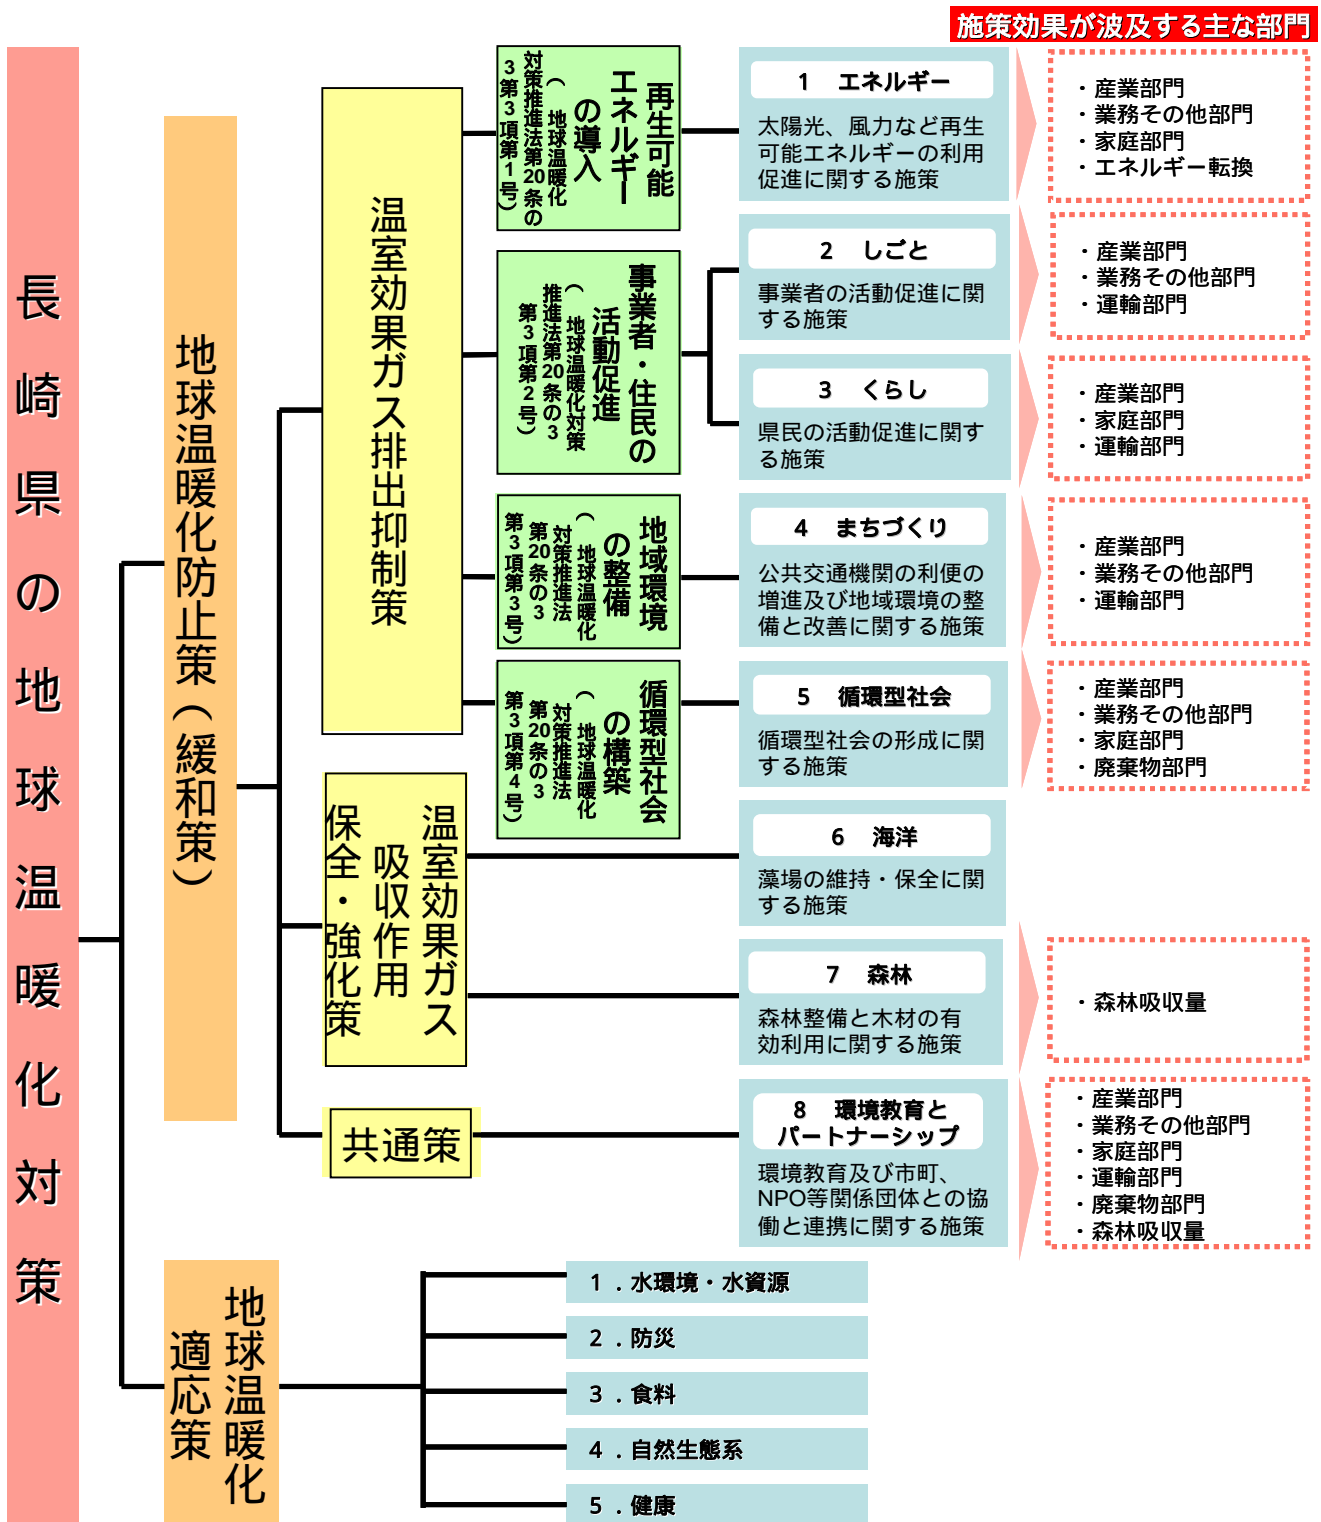 施策効果が波及する主な部門
長崎県の地球温暖化対策
地球温暖化防止策（緩和策）
温室効果ガス排出抑制策
再生可能
エネルギー
の導入
（　地球温暖化
対策推進法第20条の
3第3項第1号）
1　エネルギー
太陽光、風力など再生
可能エネルギーの利用
促進に関する施策
・産業部門
・業務その他部門
・家庭部門
・エネルギー転換
事業者・住民の
活動促進
（　地球温暖化対策
推進法第20条の3
第3項第2号）
2　しごと
事業者の活動促進に関
する施策
・産業部門
・業務その他部門
・運輸部門
3　くらし
県民の活動促進に関す
る施策
・産業部門
・家庭部門
・運輸部門
地域環境
の整備
（　地球温暖化
対策推進法
第20条の3
第3項第3号）
4　まちづくり
公共交通機関の利便の
増進及び地域環境の整
備と改善に関する施策
・産業部門
・業務その他部門
・運輸部門
循環型社会
の構築
（　地球温暖化
対策推進法
第20条の3
第3項第4号）
5　循環型社会
循環型社会の形成に関
する施策
・産業部門
・業務その他部門
・家庭部門
・廃棄物部門
温室効果ガス
吸収作用
保全・強化策
6　海洋
藻場の維持・保全に関
する施策
7　森林
森林整備と木材の有
効利用に関する施策
・森林吸収量
共通策
8　環境教育と
パートナーシップ
環境教育及び市町、
NPO等関係団体との協
働と連携に関する施策
・産業部門
・業務その他部門
・家庭部門
・運輸部門
・廃棄物部門
・森林吸収量
地球温暖化
適応策
1．水環境・水資源
2．防災
3．食料
4．自然生態系
5．健康